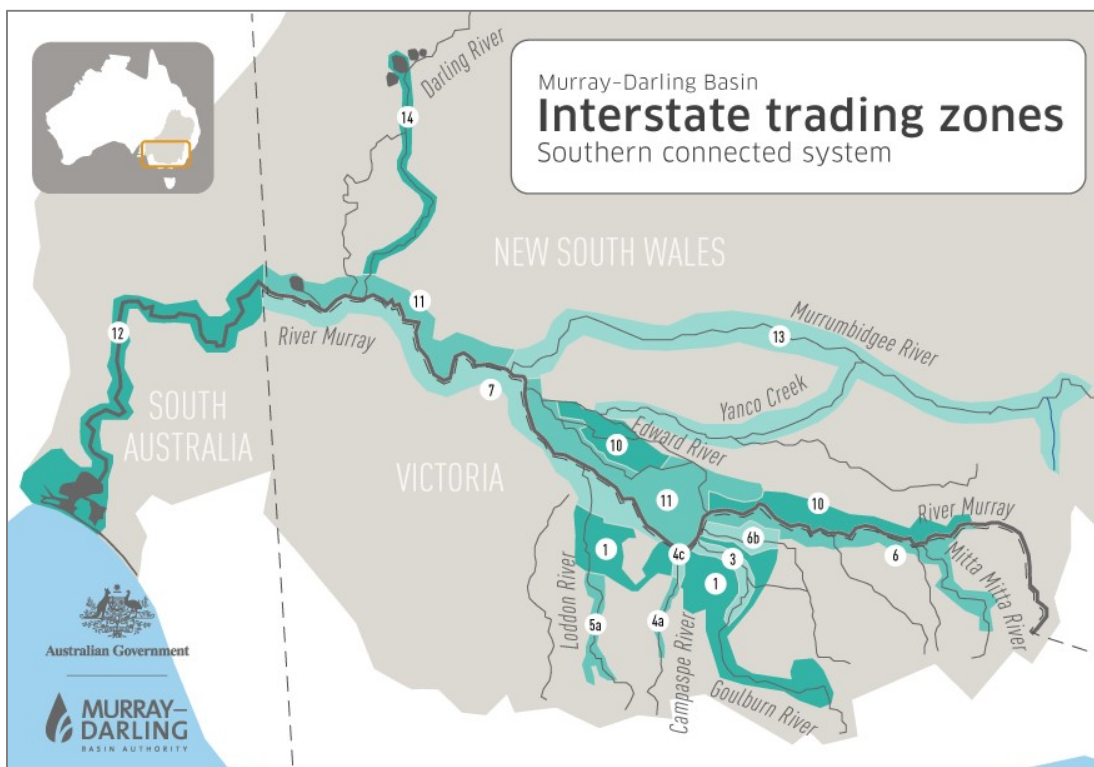 Murray–Darling Basin
Interstate trading zones
Southern connected system
Darling River
14
NEW SOUTH WALES
11
12
River Murray
13
Murrumbidgee River
7
Yanco Creek
SOUTH
AUSTRALIA
VICTORIA
10
Edward River
11
10
River Murray
1
4c
6b
3
6
1
Mitta Mitta River
Loddon River
5a
4a
Campaspe River
Goulburn River
Australian Government
MURRAY–
DARLING
BASIN AUTHORITY